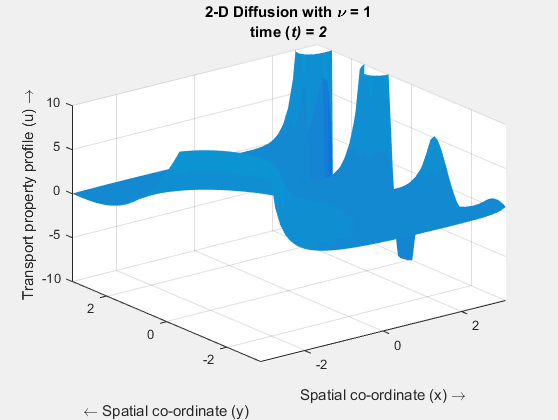 2-D Diffusion with ν = 1
time (t) = 2
Transport property profile (u) →
10
5
0
-5
-10
2
0
-2
-2
0
2
← Spatial co-ordinate (y)
Spatial co-ordinate (x) →